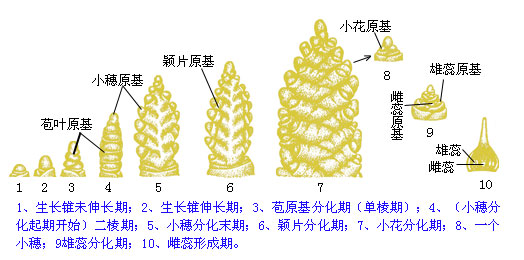 小花原基
颖片原基
小穗原基
苞叶原基
雄蕊原基
雌蕊原基
雄蕊
雌蕊
1 2 3 4 5 6 7 8 9 10
1、生长锥未伸长期；2、生长锥伸长期；3、苞原基分化期（单棱期）；4、（小穗分
化起期开始）二棱期；5、小穗分化末期；6、颖片分化期；7、小花分化期；8、一个
小穗；9雄蕊分化期；10、雌蕊形成期。